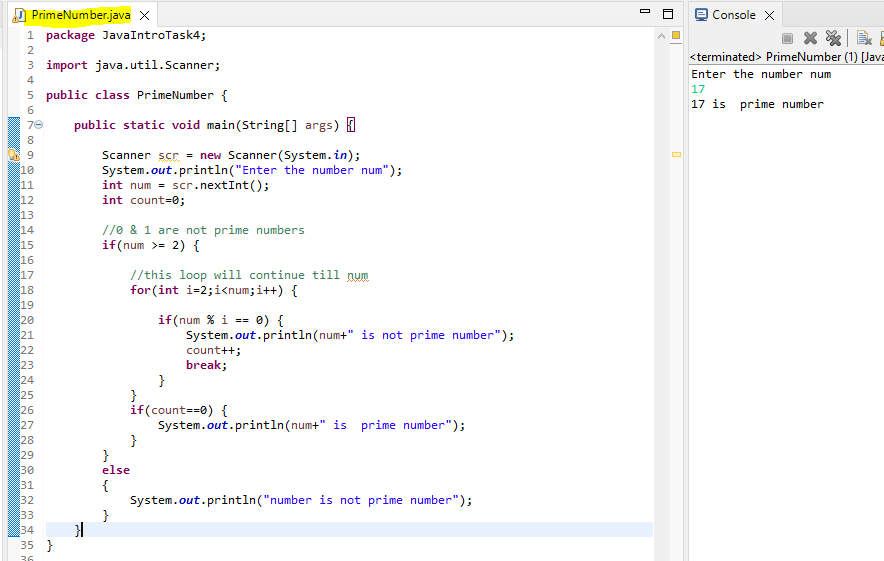 PrimeNumber.java
1 package JavaIntroTask4;
2
3 import java.util.Scanner;
4
5 public class PrimeNumber {
6
7 public static void main(String[] args) {
8
9 Scanner scr = new Scanner(System.in);
10 System.out.println("Enter the number num");
11 int num = scr.nextInt();
12 int count=0;
13
14 //0 & 1 are not prime numbers
15 if(num >= 2) {
16
17 //this loop will continue till num
18 for(int i=2;i<num;i++) {
19
20 if(num % i == 0) {
21 System.out.println(num+" is not prime number");
22 count++;
23 break;
24 }
25 }
26 if(count==0) {
27 System.out.println(num+" is  prime number");
28 }
29 }
30 else
31 {
32 System.out.println("number is not prime number");
33 }
34 }
35 }
36
Console
<terminated> PrimeNumber (1) [Java
Enter the number num
17
17 is  prime number